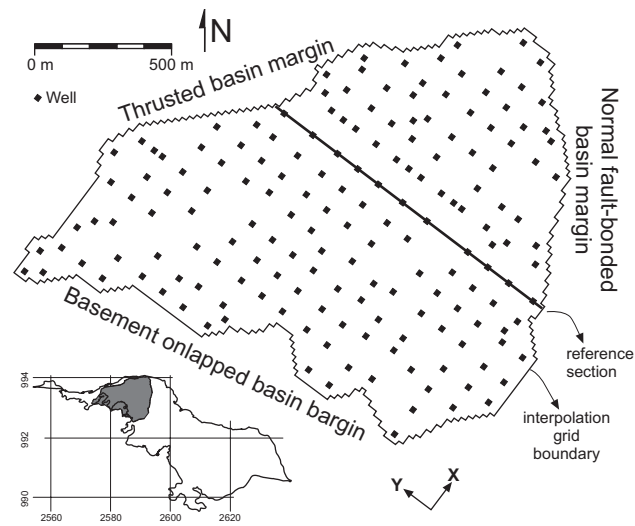 N
0 m 500 m
Well
Thrusted basin margin
Normal fault-bonded
basin margin
Basement onlapped basin bargin
reference
section
interpolation
grid
boundary
Y X
994
992
990
2560 2580 2600 2620